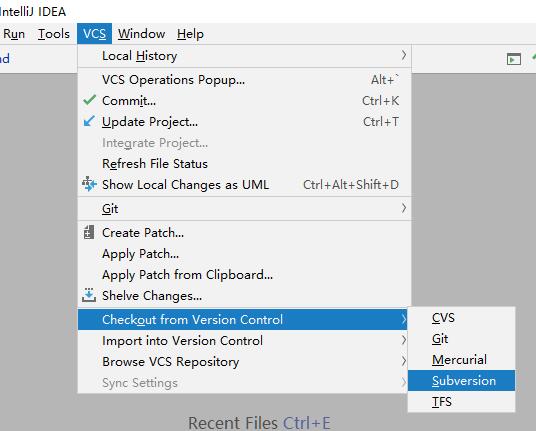 IntelliJ IDEA
Run Tools VCS Window Help
Local History
VCS Operations Popup... Alt+`
Commit... Ctrl+K
Update Project... Ctrl+T
Integrate Project...
Refresh File Status
Show Local Changes as UML Ctrl+Alt+Shift+D
Git
Create Patch...
Apply Patch...
Apply Patch from Clipboard...
Shelve Changes...
Checkout from Version Control
Import into Version Control
Browse VCS Repository
Sync Settings
CVS
Git
Mercurial
Subversion
TFS
Recent Files Ctrl+E